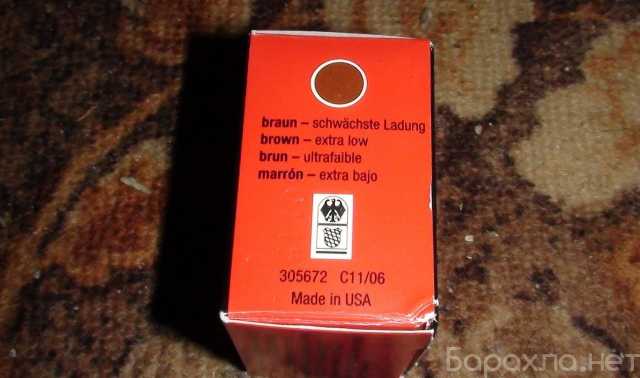 braun – schwächste Ladung
brown – extra low
brun – ultrafaible
marrón – extra bajo
305672 C11/06
Made in USA
Барахла.нет